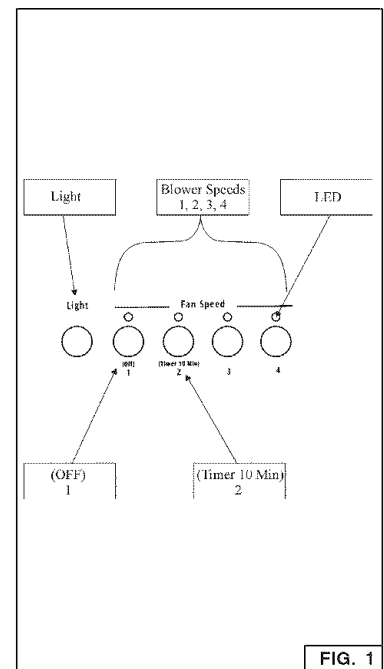 Light
Blower Speeds
1, 2, 3, 4
LED
Light
Fan Speed
(Off)
1
(Timer 10 Min)
2
3
4
(OFF)
1
(Timer 10 Min)
2
FIG. 1